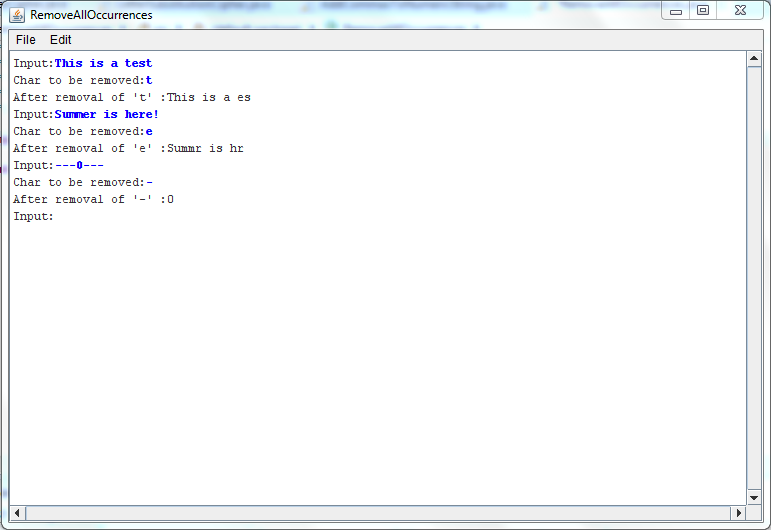 RemoveAllOccurrences
File Edit
Input:This is a test
Char to be removed:t
After removal of 't' :This is a es
Input:Summer is here!
Char to be removed:e
After removal of 'e' :Summr is hr
Input:---0---
Char to be removed:-
After removal of '-' :0
Input: